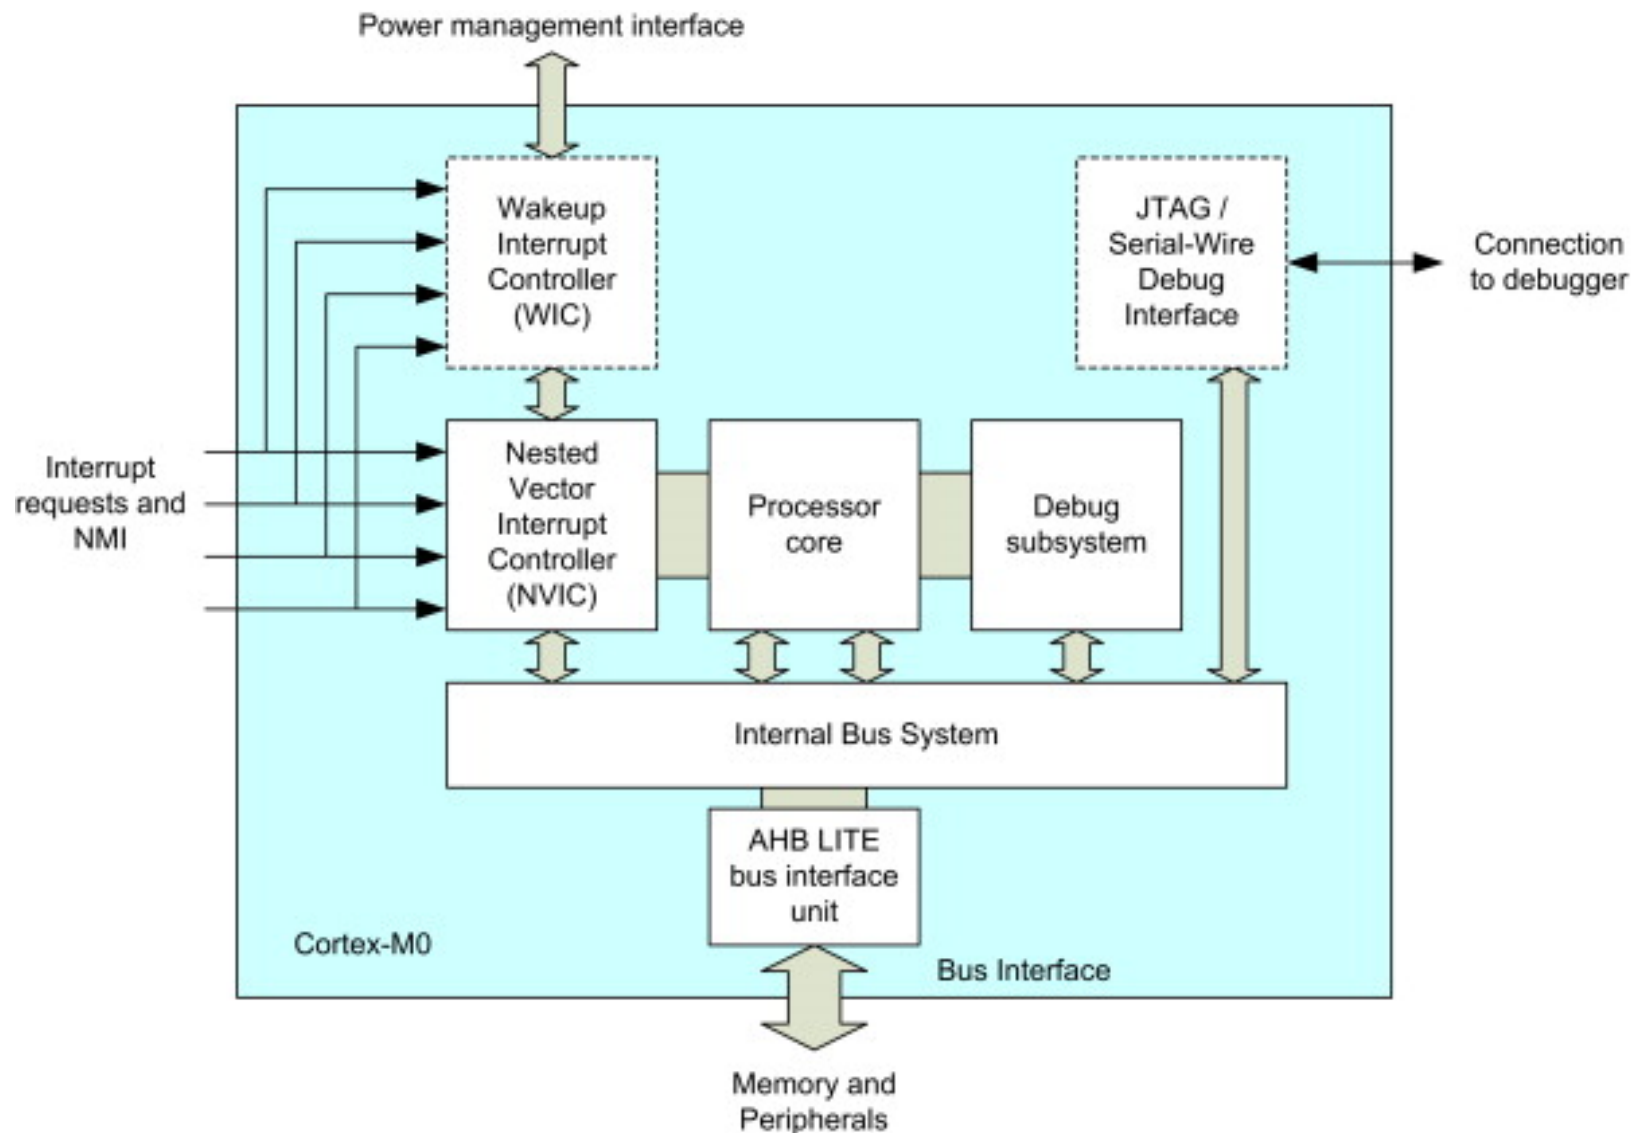 Power management interface
Wakeup
Interrupt
Controller
(WIC)
JTAG /
Serial-Wire
Debug
Interface
Connection
to debugger
Interrupt
requests and
NMI
Nested
Vector
Interrupt
Controller
(NVIC)
Processor
core
Debug
subsystem
Internal Bus System
AHB LITE
bus interface
unit
Cortex-M0
Bus Interface
Memory and
Peripherals